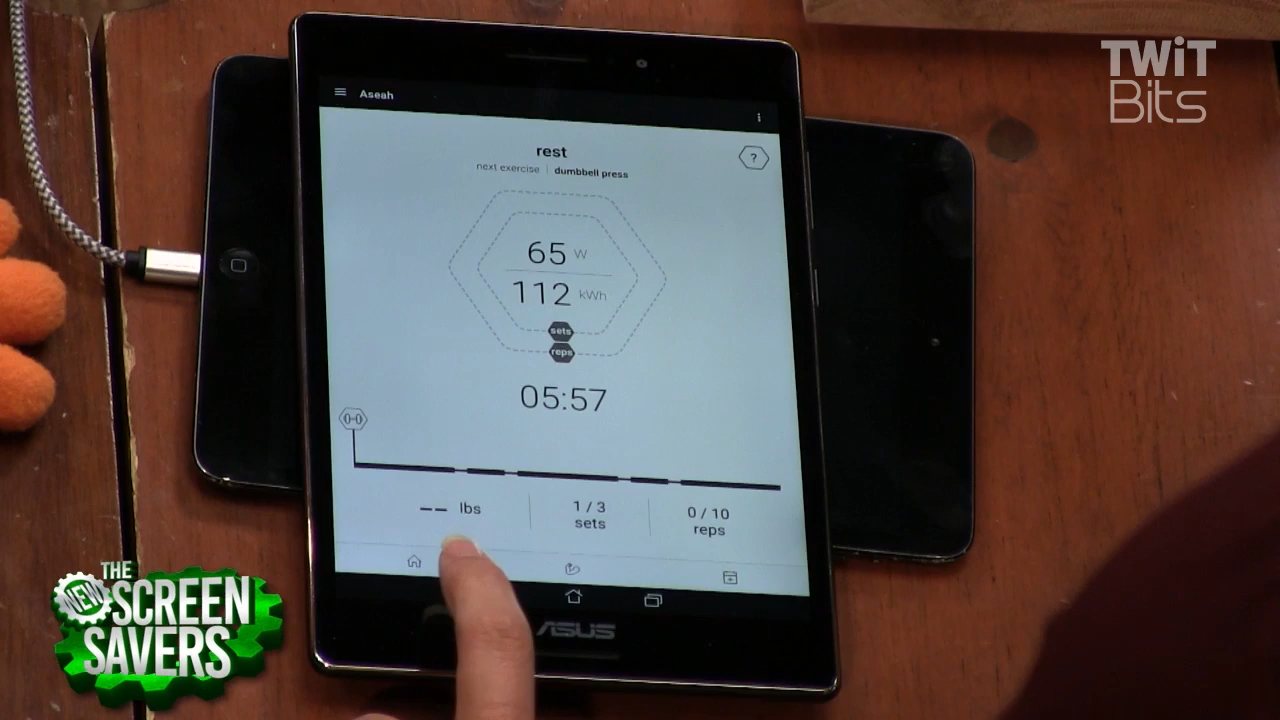 TWiT
Bits
Aseah
rest
?
next exercise | dumbbell press
65 W
112 kWh
sets
reps
05:57
-- lbs
1 / 3
sets
0 / 10
reps
ASUS
THE
NEW
SCREEN
SAVERS